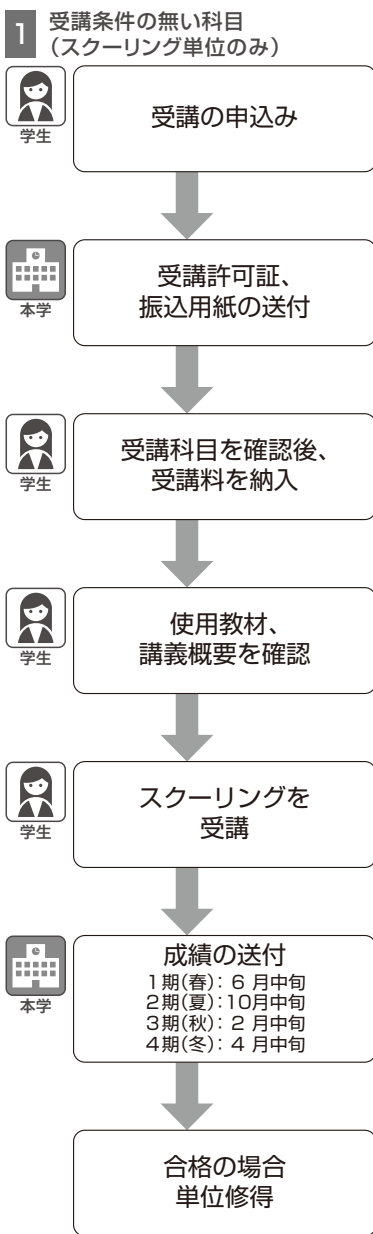 1 受講条件の無い科目
(スクーリング単位のみ)
学生
受講の申込み
本学
受講許可証、
振込用紙の送付
学生
受講科目を確認後、
受講料を納入
学生
使用教材、
講義概要を確認
学生
スクーリングを
受講
本学
成績の送付
1期(春):6月中旬
2期(夏):10月中旬
3期(秋):2月中旬
4期(冬):4月中旬
合格の場合
単位修得